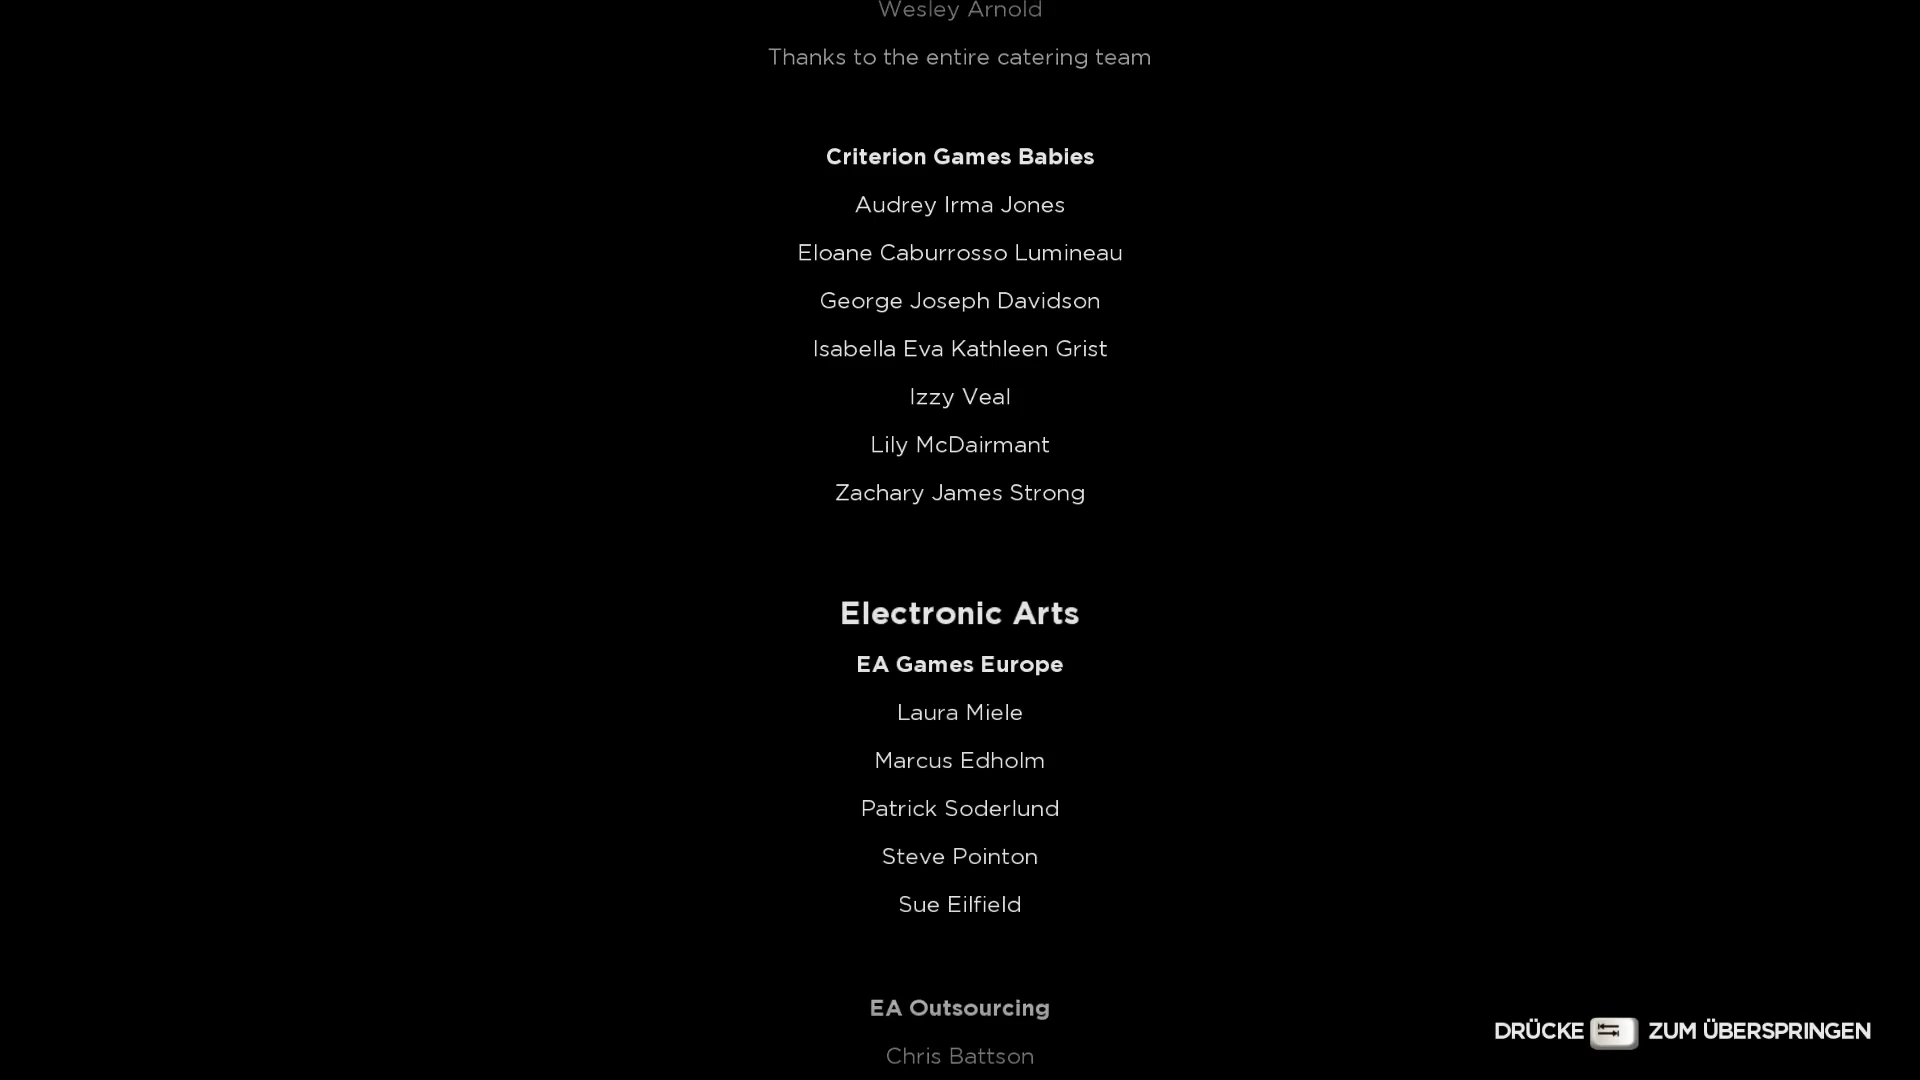 Wesley Arnold
Thanks to the entire catering team
Criterion Games Babies
Audrey Irma Jones
Eloane Caburrosso Lumineau
George Joseph Davidson
Isabella Eva Kathleen Grist
Izzy Veal
Lily McDairmant
Zachary James Strong
Electronic Arts
EA Games Europe
Laura Miele
Marcus Edholm
Patrick Soderlund
Steve Pointon
Sue Eilfield
EA Outsourcing
Chris Battson
DRÜCKE ZUM ÜBERSPRINGEN